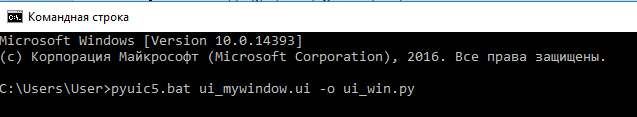 Командная строка
Microsoft Windows [Version 10.0.14393]
(c) Корпорация Майкрософт (Microsoft Corporation), 2016. Все права защищены.
C:\Users\User>pyuic5.bat ui_mywindow.ui -o ui_win.py